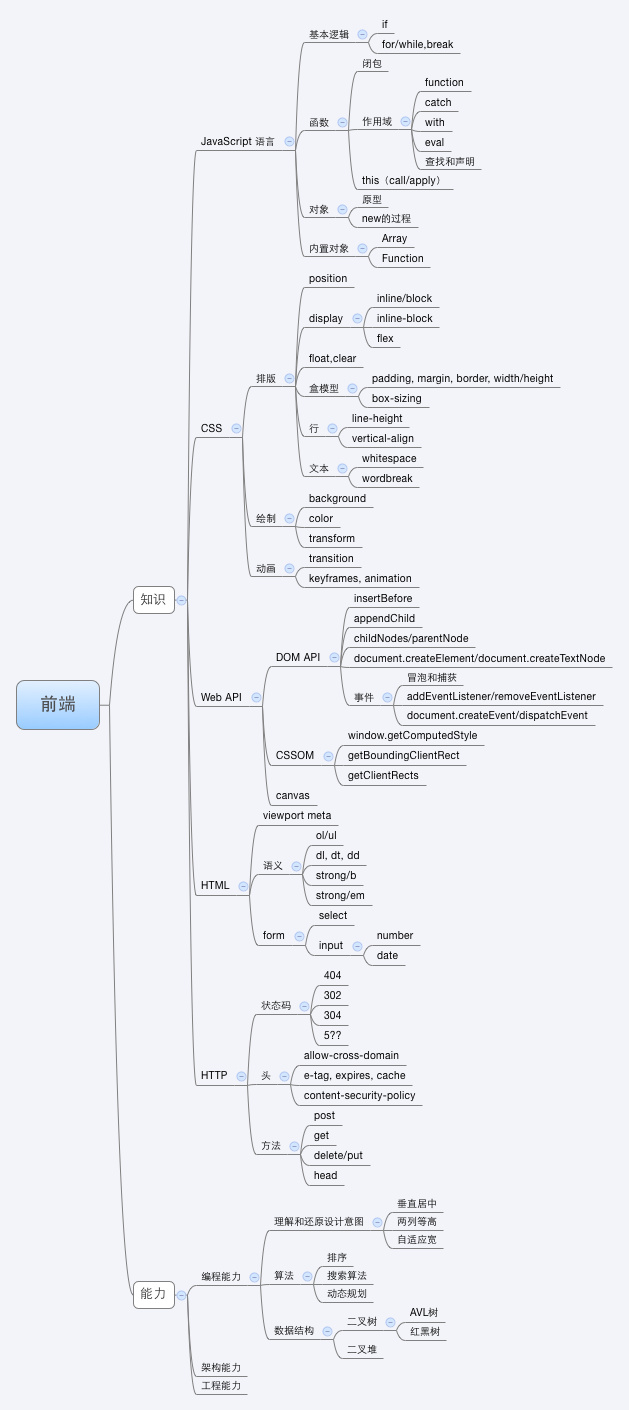 前端
知识
JavaScript 语言
基本逻辑
if
for/while,break
函数
闭包
作用域
function
catch
with
eval
查找和声明
this（call/apply）
对象
原型
new的过程
内置对象
Array
Function
CSS
排版
position
display
inline/block
inline-block
flex
float,clear
盒模型
padding, margin, border, width/height
box-sizing
行
line-height
vertical-align
文本
whitespace
wordbreak
绘制
background
color
transform
动画
transition
keyframes, animation
Web API
DOM API
insertBefore
appendChild
childNodes/parentNode
document.createElement/document.createTextNode
事件
冒泡和捕获
addEventListener/removeEventListener
document.createEvent/dispatchEvent
CSSOM
window.getComputedStyle
getBoundingClientRect
getClientRects
canvas
HTML
viewport meta
语义
ol/ul
dl, dt, dd
strong/b
strong/em
form
select
input
number
date
HTTP
状态码
404
302
304
5??
头
allow-cross-domain
e-tag, expires, cache
content-security-policy
方法
post
get
delete/put
head
能力
编程能力
理解和还原设计意图
垂直居中
两列等高
自适应宽
算法
排序
搜索算法
动态规划
数据结构
二叉树
AVL树
红黑树
二叉堆
架构能力
工程能力